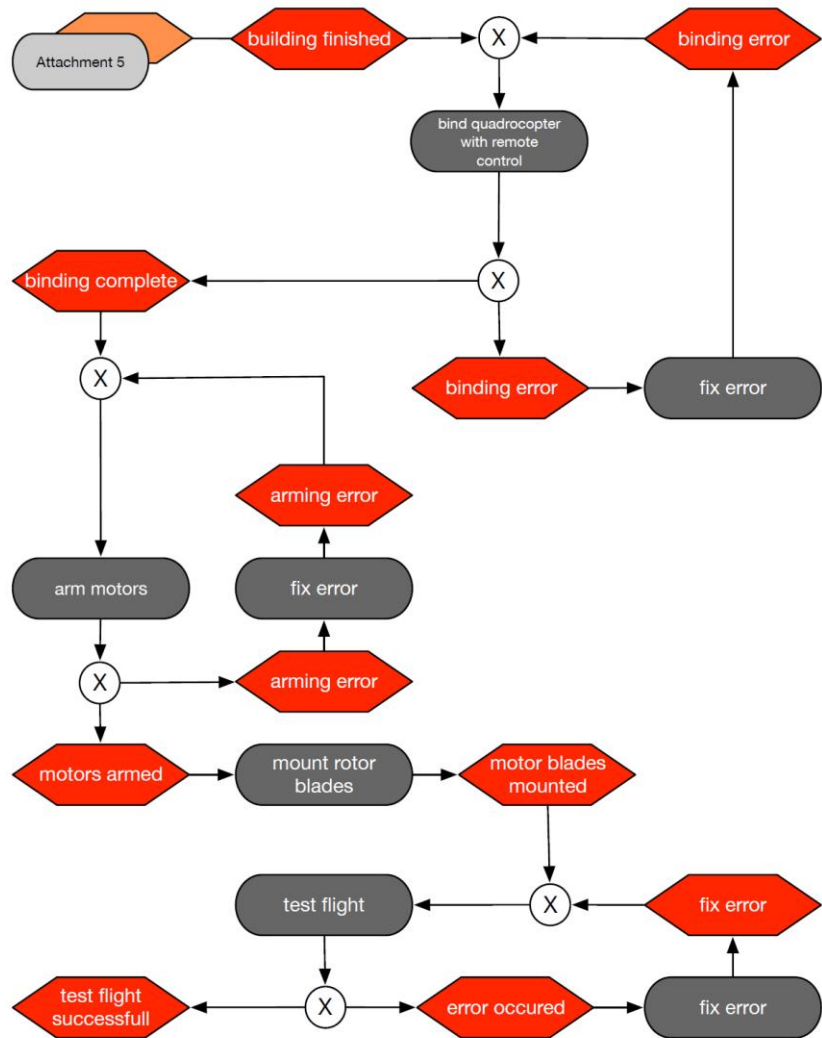 Attachment 5
building finished
X
binding error
bind quadrocopter
with remote
control
binding complete
X
X
binding error
fix error
arming error
arm motors
fix error
X
arming error
motors armed
mount rotor
blades
motor blades
mounted
test flight
X
fix error
test flight
successfull
X
error occured
fix error